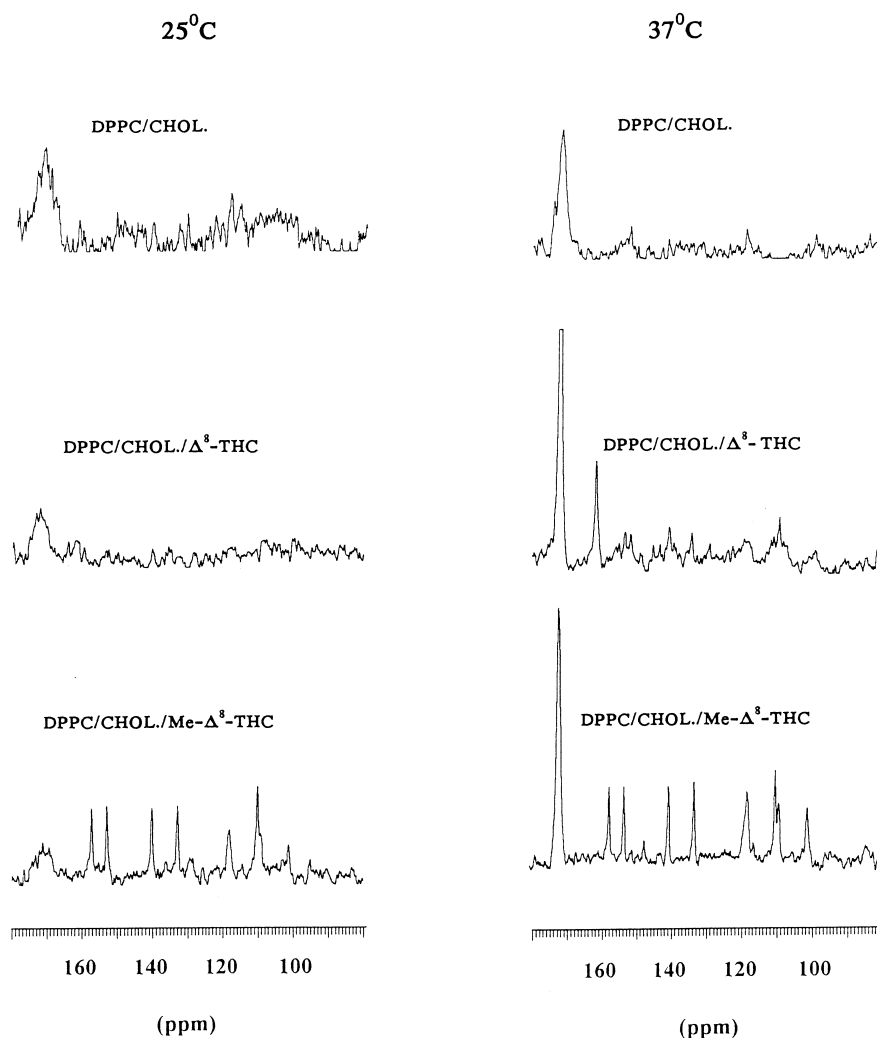 25⁰C
37⁰C
DPPC/CHOL.
DPPC/CHOL.
DPPC/CHOL./Δ⁸-THC
DPPC/CHOL./Δ⁸- THC
DPPC/CHOL./Me-Δ⁸-THC
DPPC/CHOL./Me-Δ⁸-THC
160 140 120 100
160 140 120 100
(ppm)
(ppm)